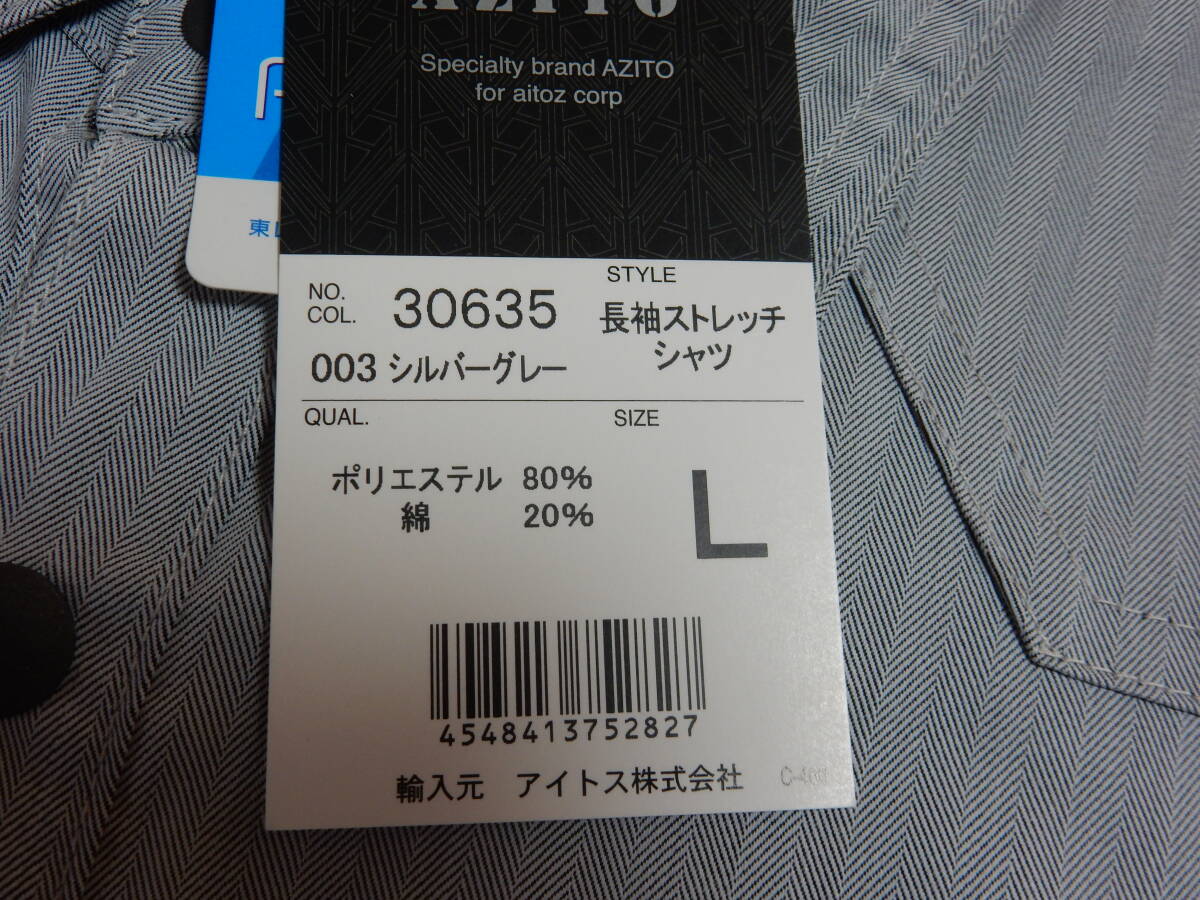 AZITO
Specialty brand AZITO
for aitoz corp
東
NO.
COL.
30635
003 シルバーグレー
STYLE
長袖ストレッチ
シャツ
QUAL.
SIZE
ポリエステル 80%
綿 20%
L
4548413752827
輸入元 アイトス株式会社